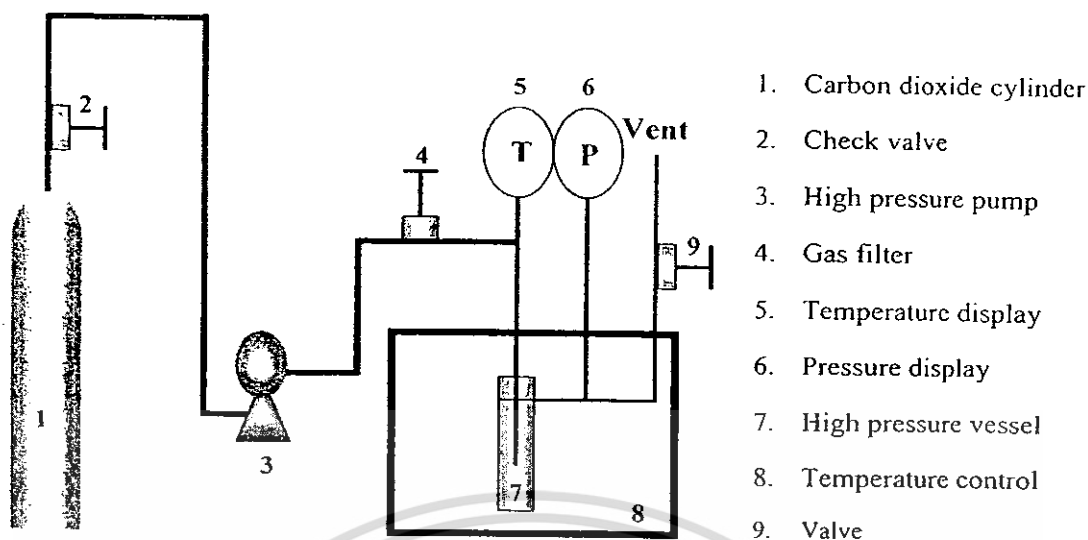 2
5
6
Vent
T
P
4
9
1
3
7
8
1. Carbon dioxide cylinder
2. Check valve
3. High pressure pump
4. Gas filter
5. Temperature display
6. Pressure display
7. High pressure vessel
8. Temperature control
9. Valve